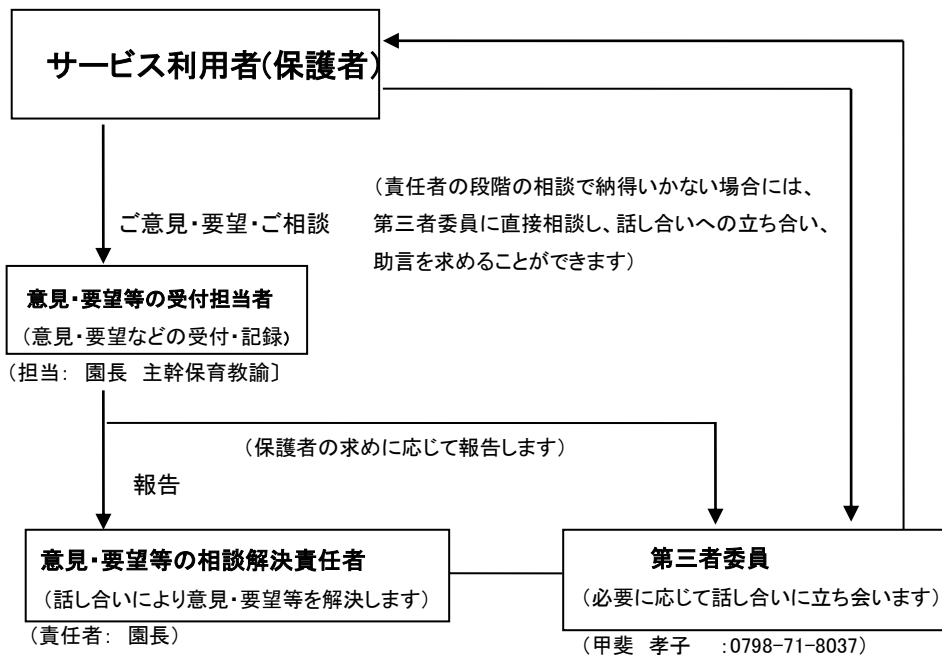 サービス利用者(保護者)
(責任者の段階の相談で納得いかない場合には、
第三者委員に直接相談し、話し合いへの立ち合い、
助言を求めることができます)
ご意見・要望・ご相談
意見・要望等の受付担当者
(意見・要望などの受付・記録)
(担当: 園長 主幹保育教諭〕
(保護者の求めに応じて報告します)
報告
意見・要望等の相談解決責任者
(話し合いにより意見・要望等を解決します)
(責任者: 園長)
第三者委員
(必要に応じて話し合いに立ち会います)
(甲斐 孝子 :0798-71-8037)